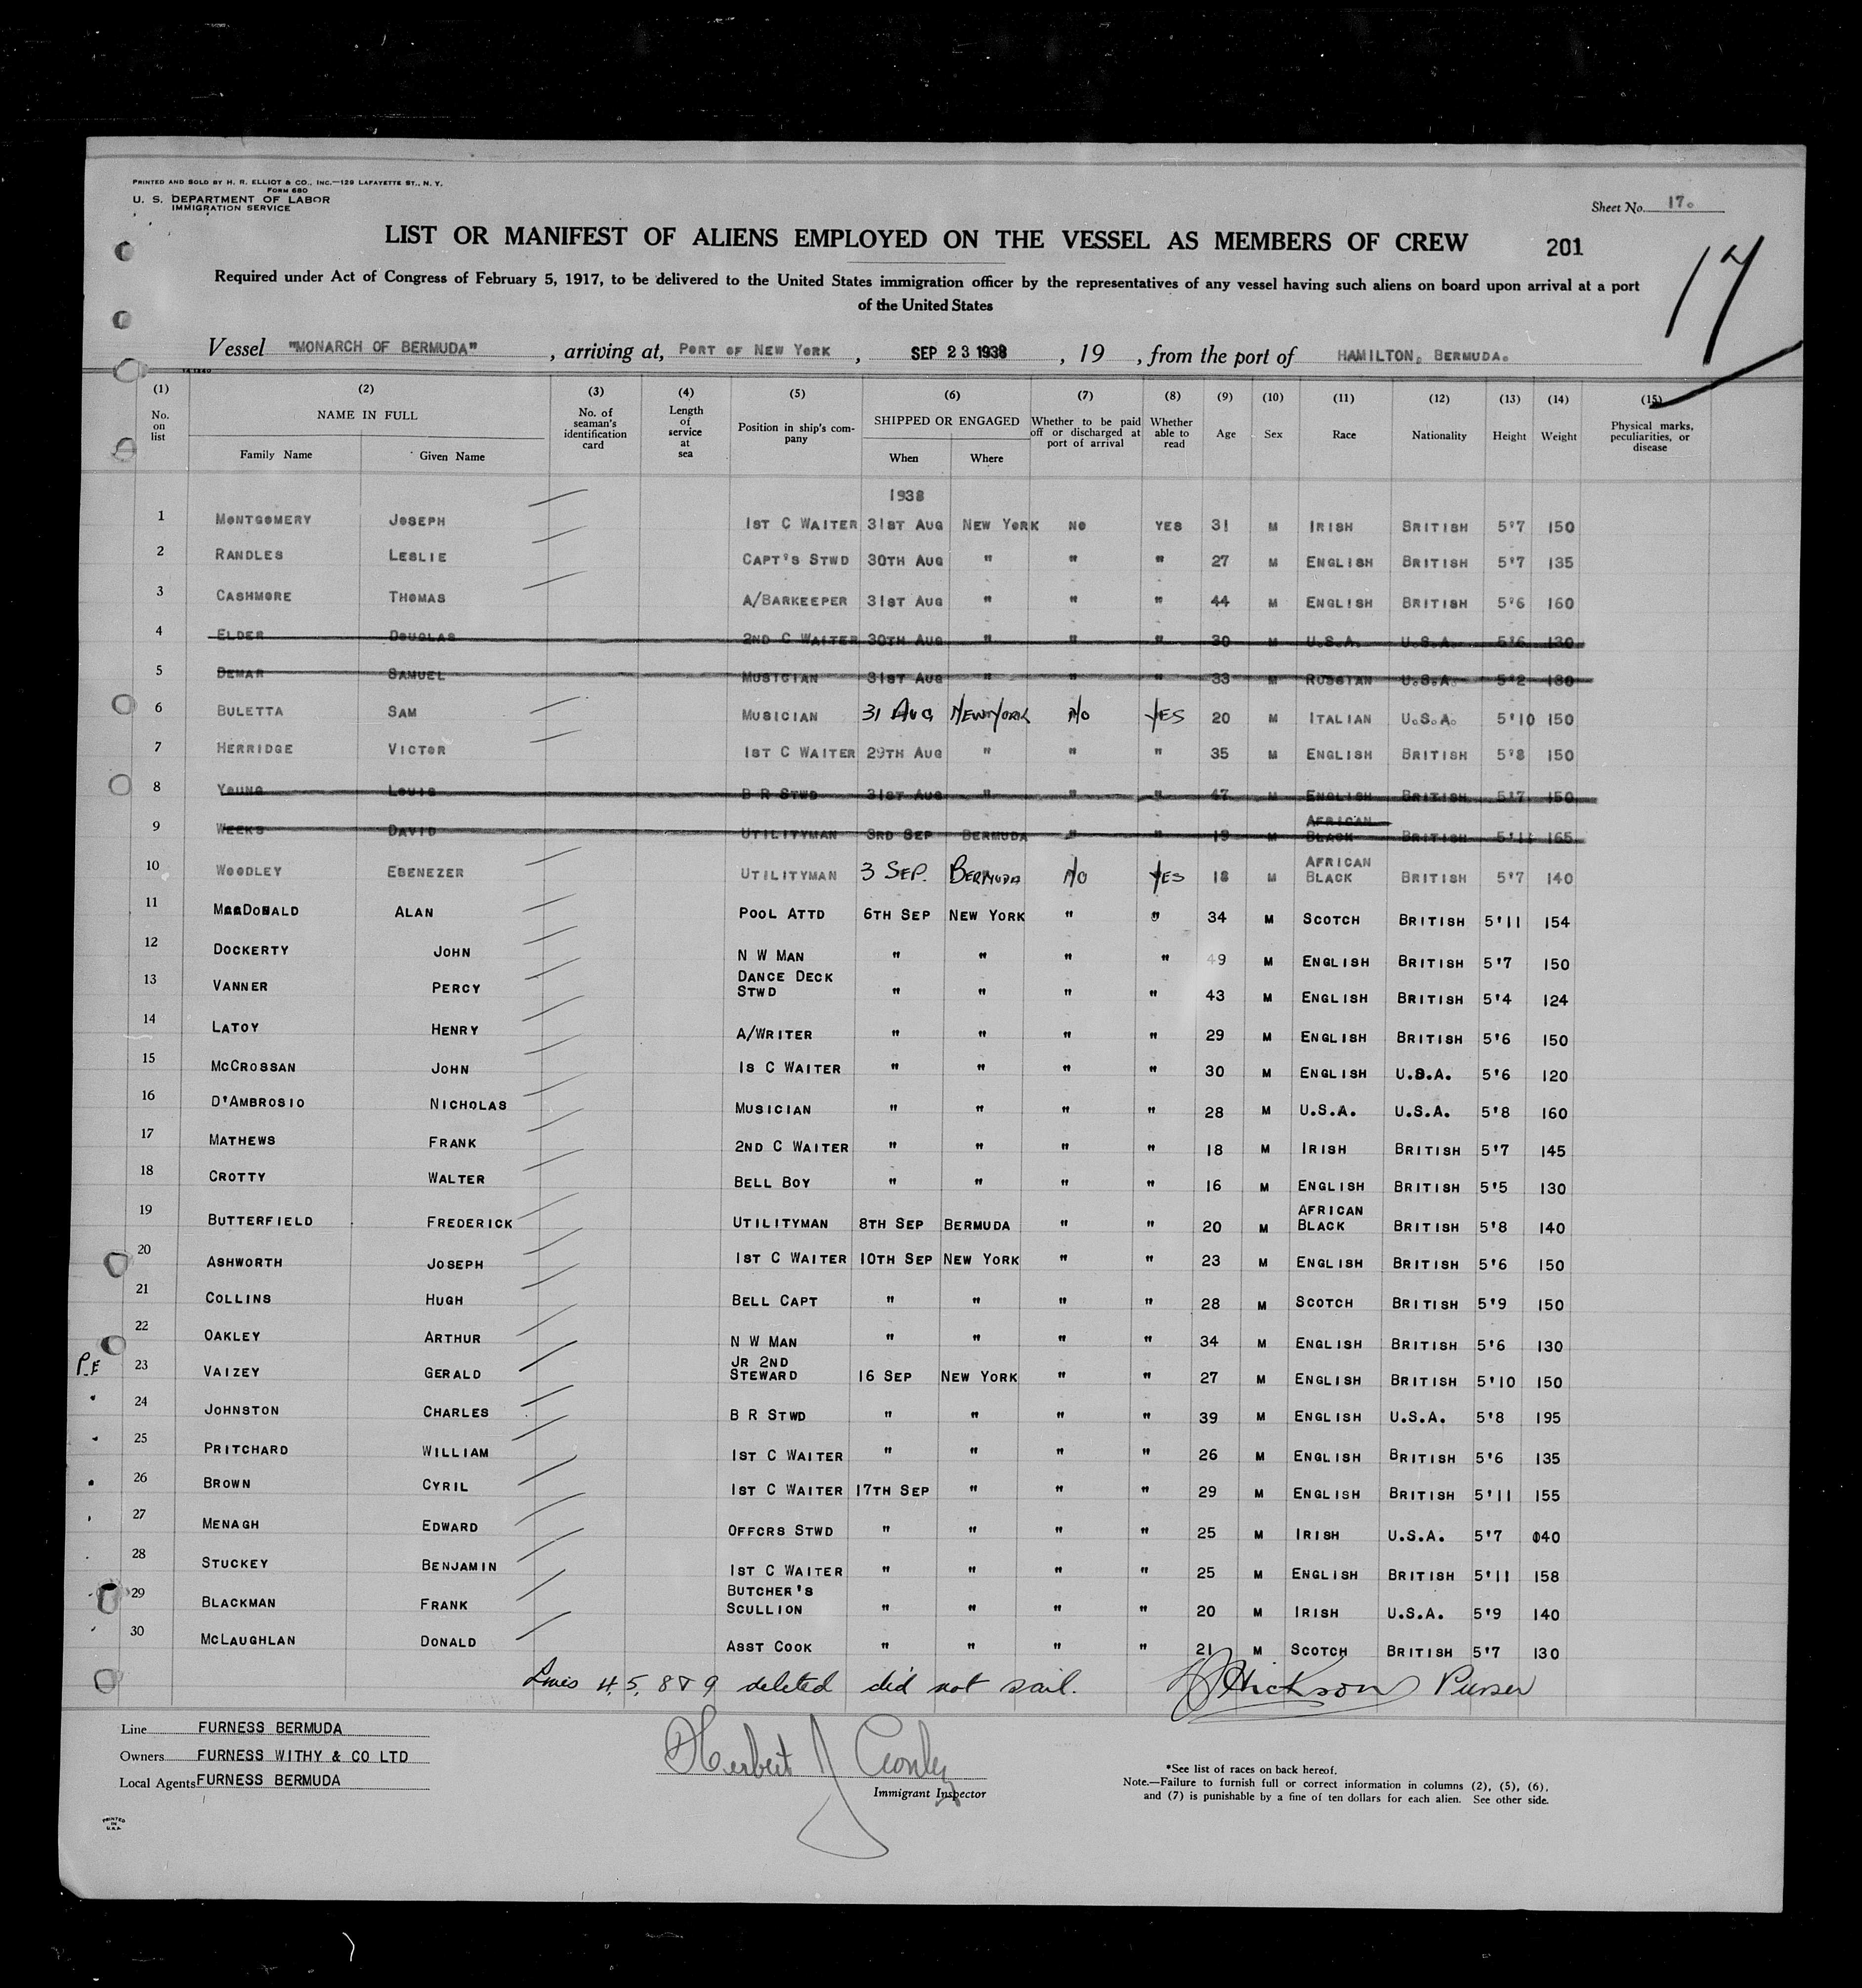 PRINTED AND SOLD BY H. R. ELLIOT & CO., INC.—129 LAFAYETTE ST., N. Y.
FORM 680
U. S. DEPARTMENT OF LABOR
IMMIGRATION SERVICE
Sheet No. 17.
LIST OR MANIFEST OF ALIENS EMPLOYED ON THE VESSEL AS MEMBERS OF CREW 201
17
Required under Act of Congress of February 5, 1917, to be delivered to the United States immigration officer by the representatives of any vessel having such aliens on board upon arrival at a port
of the United States
Vessel "MONARCH OF BERMUDA", arriving at, PORT OF NEW YORK, SEP 23 1938, 19 , from the port of HAMILTON, BERMUDA.
(1) (2) (3) (4) (5) (6) (7) (8) (9) (10) (11) (12) (13) (14) (15)
No. on list NAME IN FULL Family Name Given Name No. of seaman's identification card Length of service at sea Position in ship's company SHIPPED OR ENGAGED When Where Whether to be paid off or discharged at port of arrival Whether able to read Age Sex Race Nationality Height Weight Physical marks, peculiarities, or disease
1938
1 MONTGOMERY JOSEPH 1ST C WAITER 31ST AUG NEW YORK NO YES 31 M IRISH BRITISH 5'7 150
2 RANDLES LESLIE CAPT'S STWD 30TH AUG " " " 27 M ENGLISH BRITISH 5'7 135
3 CASHMORE THOMAS A/BARKEEPER 31ST AUG " " " 44 M ENGLISH BRITISH 5'6 160
4 ELDER DOUGLAS 2ND C WAITER 30TH AUG " " " 30 M U.S.A. U.S.A. 5'6 130
5 DEMAR SAMUEL MUSICIAN 31ST AUG " " " 33 M RUSSIAN U.S.A. 5'2 130
6 BULETTA SAM MUSICIAN 31 AUG NEW YORK NO YES 20 M ITALIAN U.S.A. 5'10 150
7 HERRIDGE VICTOR 1ST C WAITER 29TH AUG " " " 35 M ENGLISH BRITISH 5'8 150
8 YOUNG LOUIS B R STWD 31ST AUG " " " 47 M ENGLISH BRITISH 5'7 150
9 WEEKS DAVID UTILITYMAN 3RD SEP BERMUDA " " 19 M AFRICAN BLACK BRITISH 5'11 165
10 WOODLEY EBENEZER UTILITYMAN 3 SEP. BERMUDA NO YES 18 M AFRICAN BLACK BRITISH 5'7 140
11 MACDONALD ALAN POOL ATTD 6TH SEP NEW YORK " " 34 M SCOTCH BRITISH 5'11 154
12 DOCKERTY JOHN N W MAN " " " " 49 M ENGLISH BRITISH 5'7 150
13 VANNER PERCY DANCE DECK STWD " " " " 43 M ENGLISH BRITISH 5'4 124
14 LATOY HENRY A/WRITER " " " " 29 M ENGLISH BRITISH 5'6 150
15 MCCROSSAN JOHN 1S C WAITER " " " " 30 M ENGLISH U.S.A. 5'6 120
16 D'AMBROSIO NICHOLAS MUSICIAN " " " " 28 M U.S.A. U.S.A. 5'8 160
17 MATHEWS FRANK 2ND C WAITER " " " " 18 M IRISH BRITISH 5'7 145
18 CROTTY WALTER BELL BOY " " " " 16 M ENGLISH BRITISH 5'5 130
19 BUTTERFIELD FREDERICK UTILITYMAN 8TH SEP BERMUDA " " 20 M AFRICAN BLACK BRITISH 5'8 140
20 ASHWORTH JOSEPH 1ST C WAITER 10TH SEP NEW YORK " " 23 M ENGLISH BRITISH 5'6 150
21 COLLINS HUGH BELL CAPT " " " " 28 M SCOTCH BRITISH 5'9 150
22 OAKLEY ARTHUR N W MAN " " " " 34 M ENGLISH BRITISH 5'6 130
P.E 23 VAIZEY GERALD JR 2ND STEWARD 16 SEP NEW YORK " " 27 M ENGLISH BRITISH 5'10 150
24 JOHNSTON CHARLES B R STWD " " " " 39 M ENGLISH U.S.A. 5'8 195
25 PRITCHARD WILLIAM 1ST C WAITER " " " " 26 M ENGLISH BRITISH 5'6 135
26 BROWN CYRIL 1ST C WAITER 17TH SEP " " " 29 M ENGLISH BRITISH 5'11 155
27 MENAGH EDWARD OFFCRS STWD " " " " 25 M IRISH U.S.A. 5'7 040
28 STUCKEY BENJAMIN 1ST C WAITER " " " " 25 M ENGLISH BRITISH 5'11 158
29 BLACKMAN FRANK BUTCHER'S SCULLION " " " " 20 M IRISH U.S.A. 5'9 140
30 MCLAUGHLAN DONALD ASST COOK " " " " 21 M SCOTCH BRITISH 5'7 130
Lines 4, 5, 8 & 9 deleted did not sail. Hickson Purser
Line FURNESS BERMUDA
Owners FURNESS WITHY & CO LTD
Local Agents FURNESS BERMUDA
Herbert J
Immigrant Inspector
*See list of races on back hereof.
Note.—Failure to furnish full or correct information in columns (2), (5), (6),
and (7) is punishable by a fine of ten dollars for each alien. See other side.
PRINTED
IN
U.S.A.